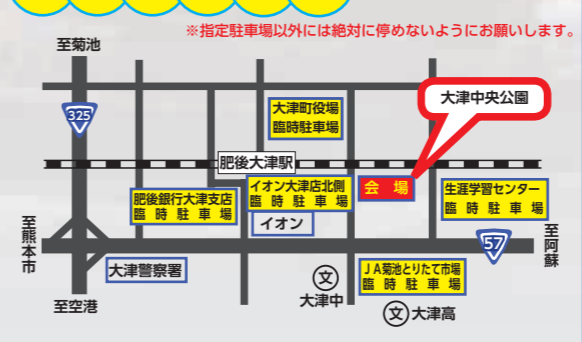 ※指定駐車場以外には絶対に停めないようにお願いします。
至菊池
325
大津中央公園
大津町役場
臨時駐車場
肥後大津駅
肥後銀行大津支店
臨時駐車場
イオン大津店北側
臨時駐車場
会場
生涯学習センター
臨時駐車場
イオン
至熊本市
至阿蘇
57
大津警察署
JA菊池とりたて市場
臨時駐車場
文
大津中
至空港
文 大津高